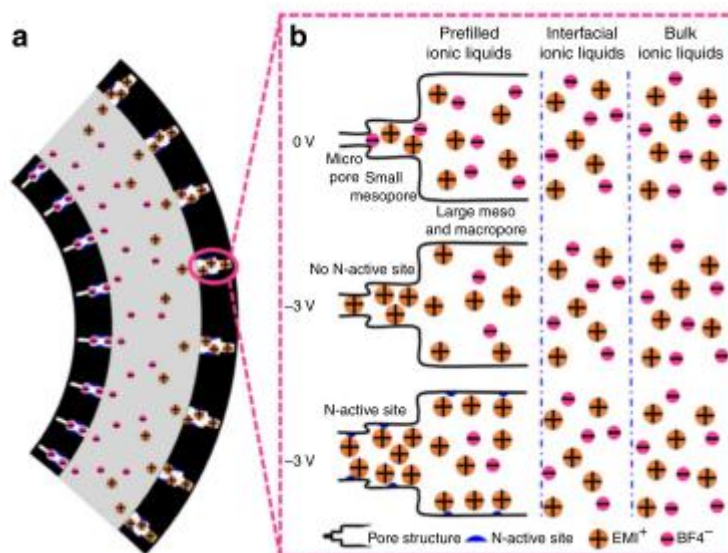 a
b
Prefilled
ionic liquids
Interfacial
ionic liquids
Bulk
ionic liquids
0 V
Micro
pore
Small
mesopore
Large meso
and macropore
No N-active site
−3 V
N-active site
−3 V
Pore structure
N-active site
EMI⁺
BF4⁻